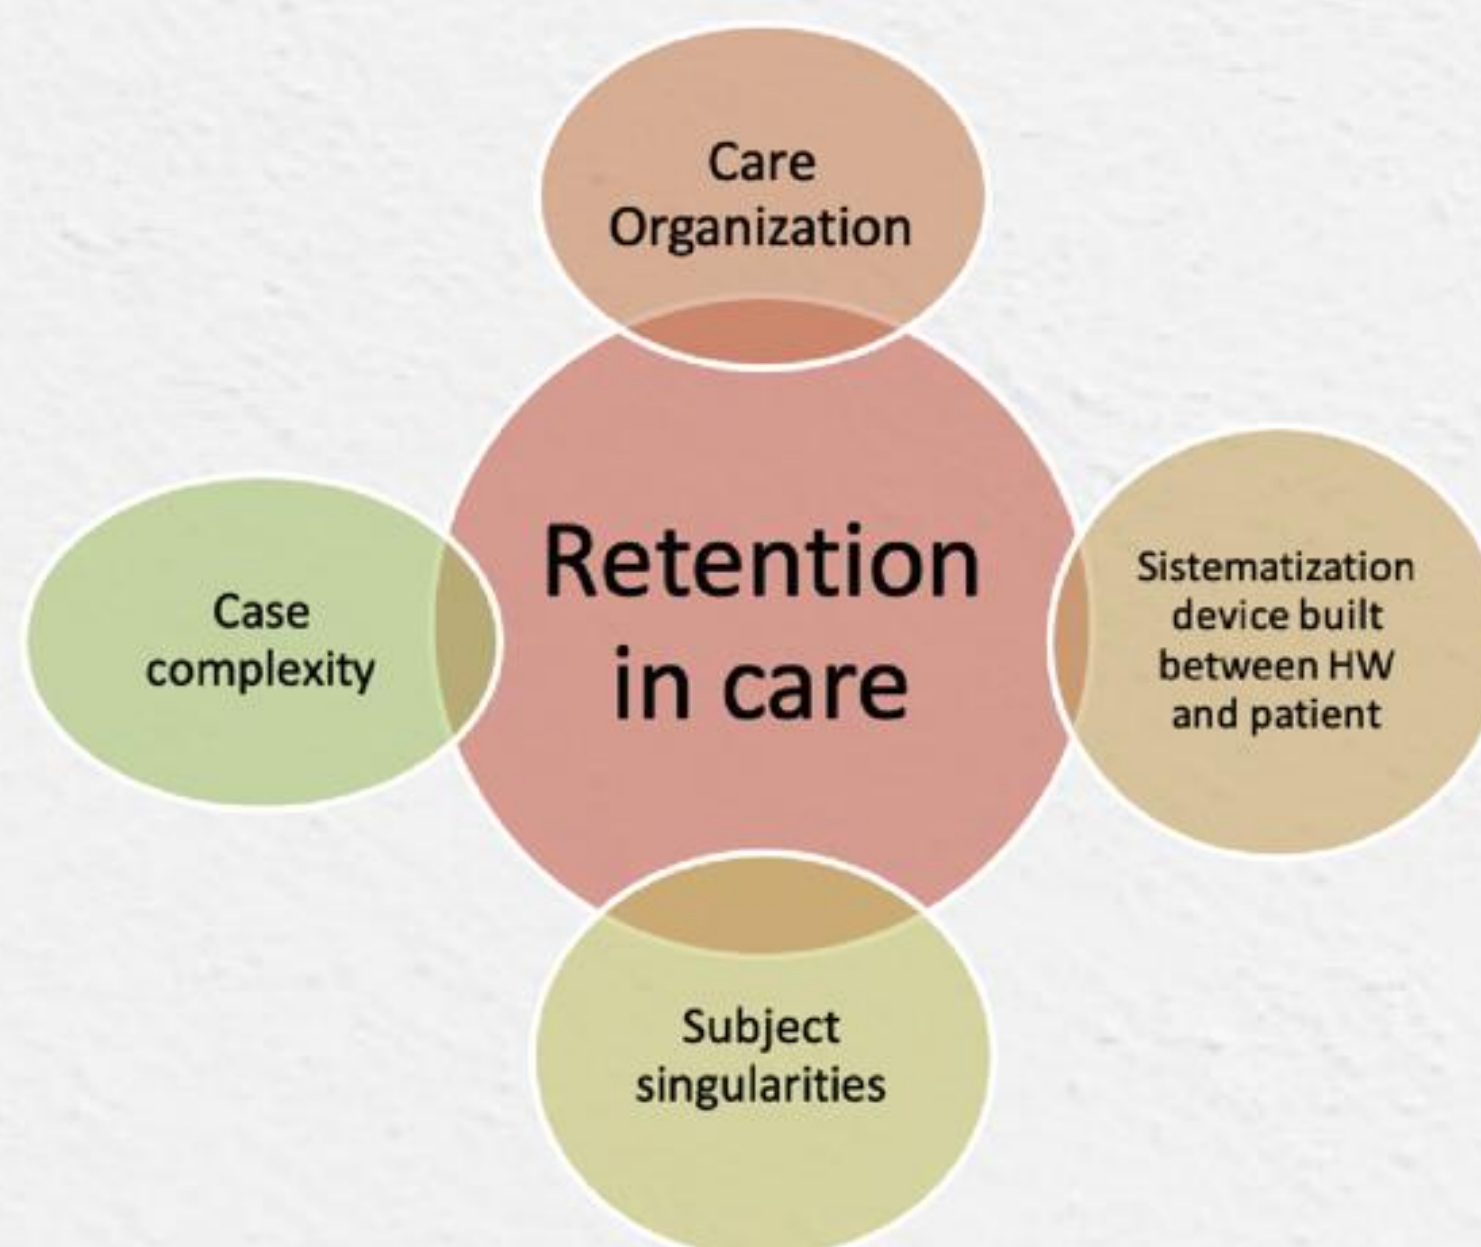 Care
Organization
Retention
in care
Case
complexity
Sistematization
device built
between HW
and patient
Subject
singularities